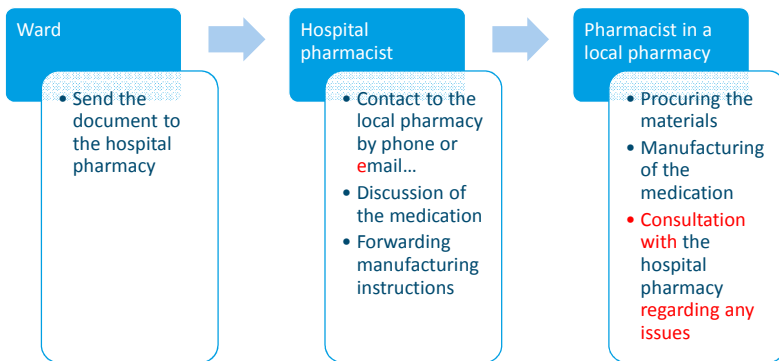 Ward
• Send the
document to
the hospital
pharmacy
Hospital
pharmacist
• Contact to the
local pharmacy
by phone or
email…
• Discussion of
the medication
• Forwarding
manufacturing
instructions
Pharmacist in a
local pharmacy
• Procuring the
materials
• Manufacturing
of the
medication
• Consultation
with the
hospital
pharmacy
regarding any
issues